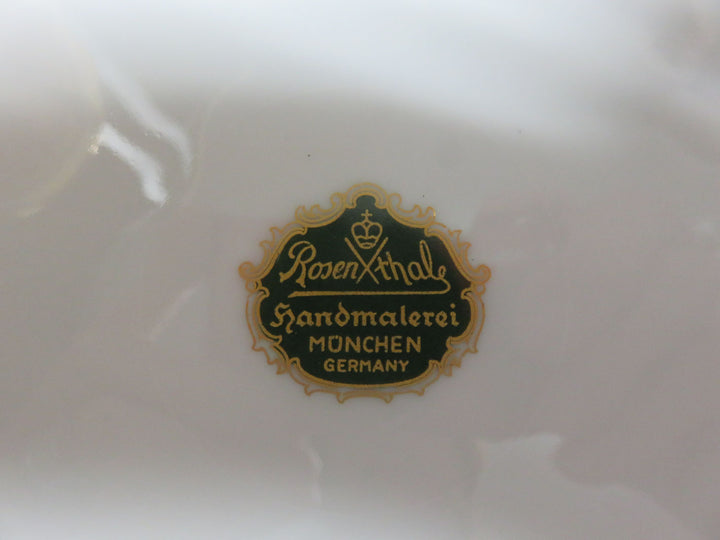 Rosenthal
Handmalerei
MÜNCHEN
GERMANY